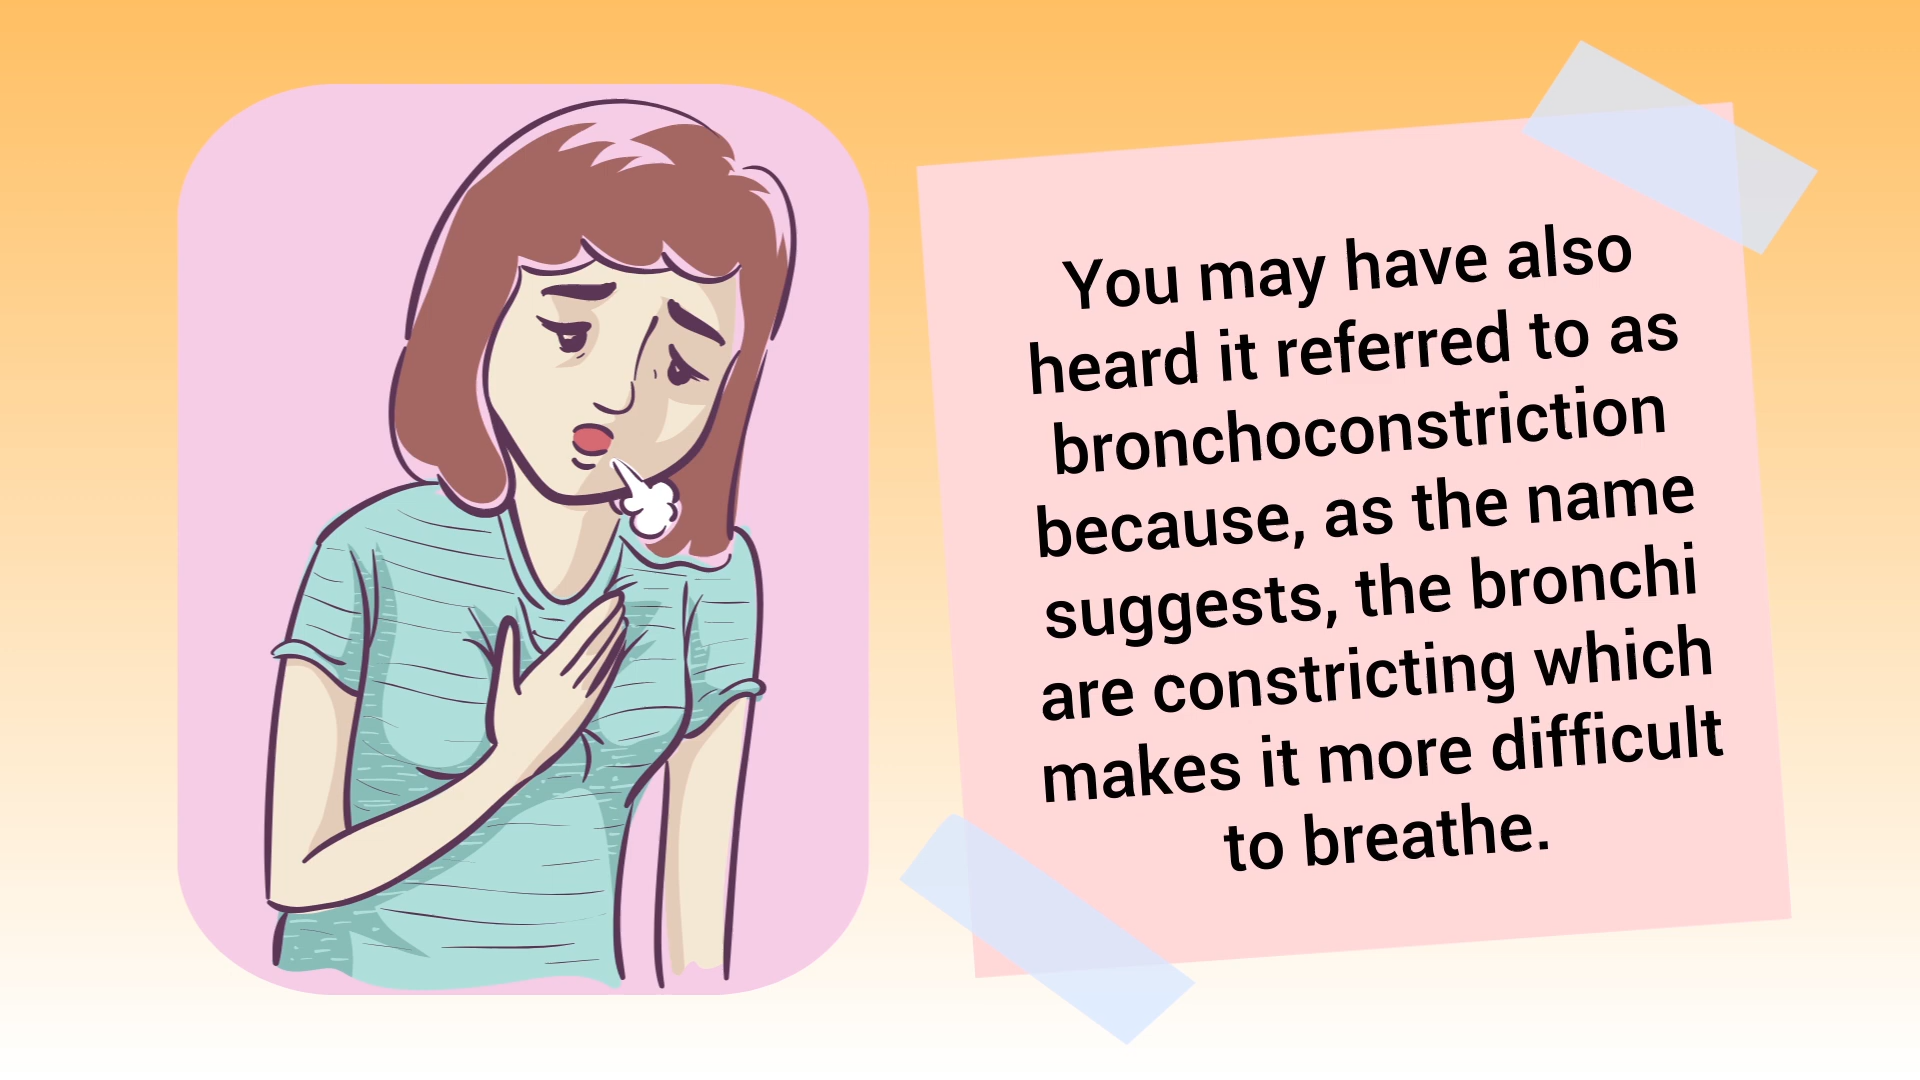 You may have also
heard it referred to as
bronchoconstriction
because, as the name
suggests, the bronchi
are constricting which
makes it more difficult
to breathe.